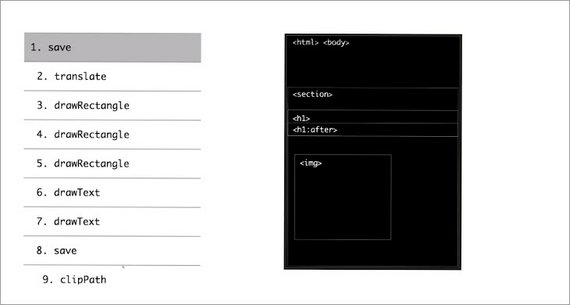 1. save
2. translate
3. drawRectangle
4. drawRectangle
5. drawRectangle
6. drawText
7. drawText
8. save
9. clipPath
<html> <body>
<section>
<h1>
<h1:after>
<img>